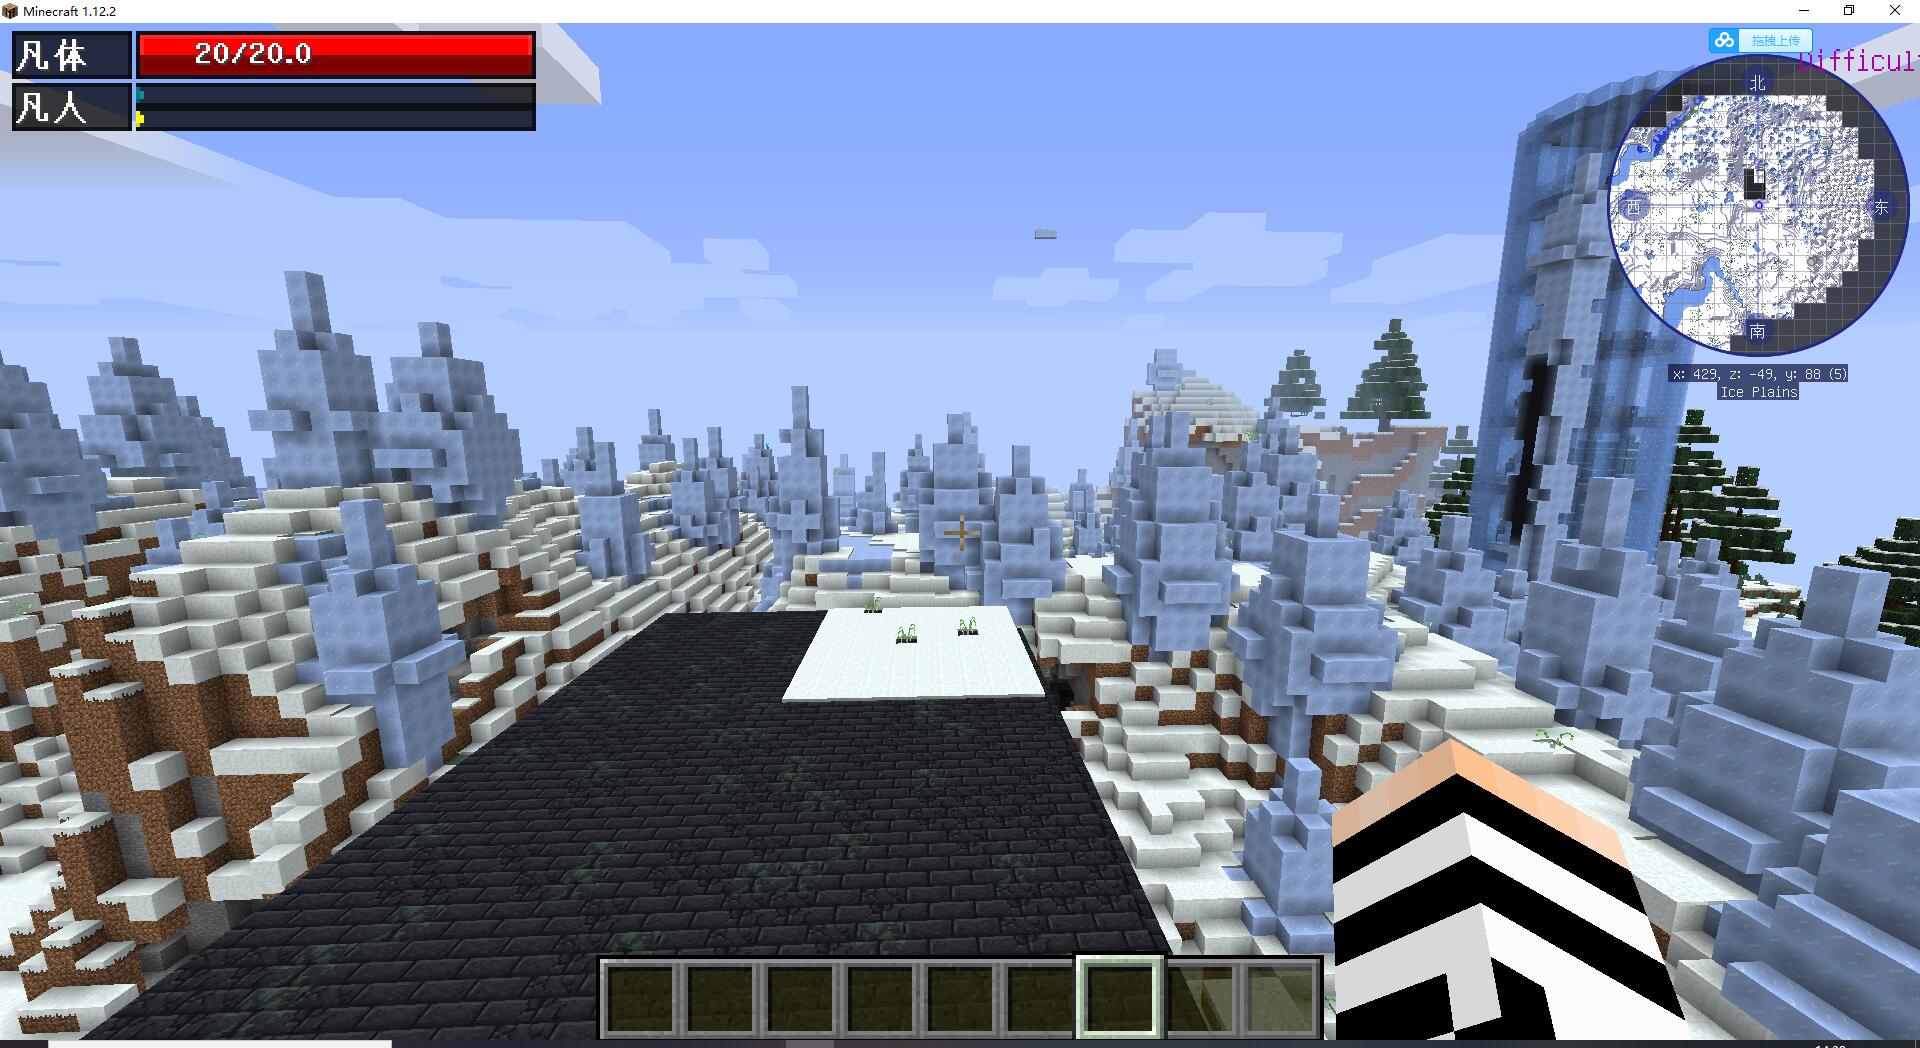 Minecraft 1.12.2
凡体
20/20.0
凡人
拖拽上传
Difficul
北
西
东
南
x: 429, z: -49, y: 88 (5)
Ice Plains